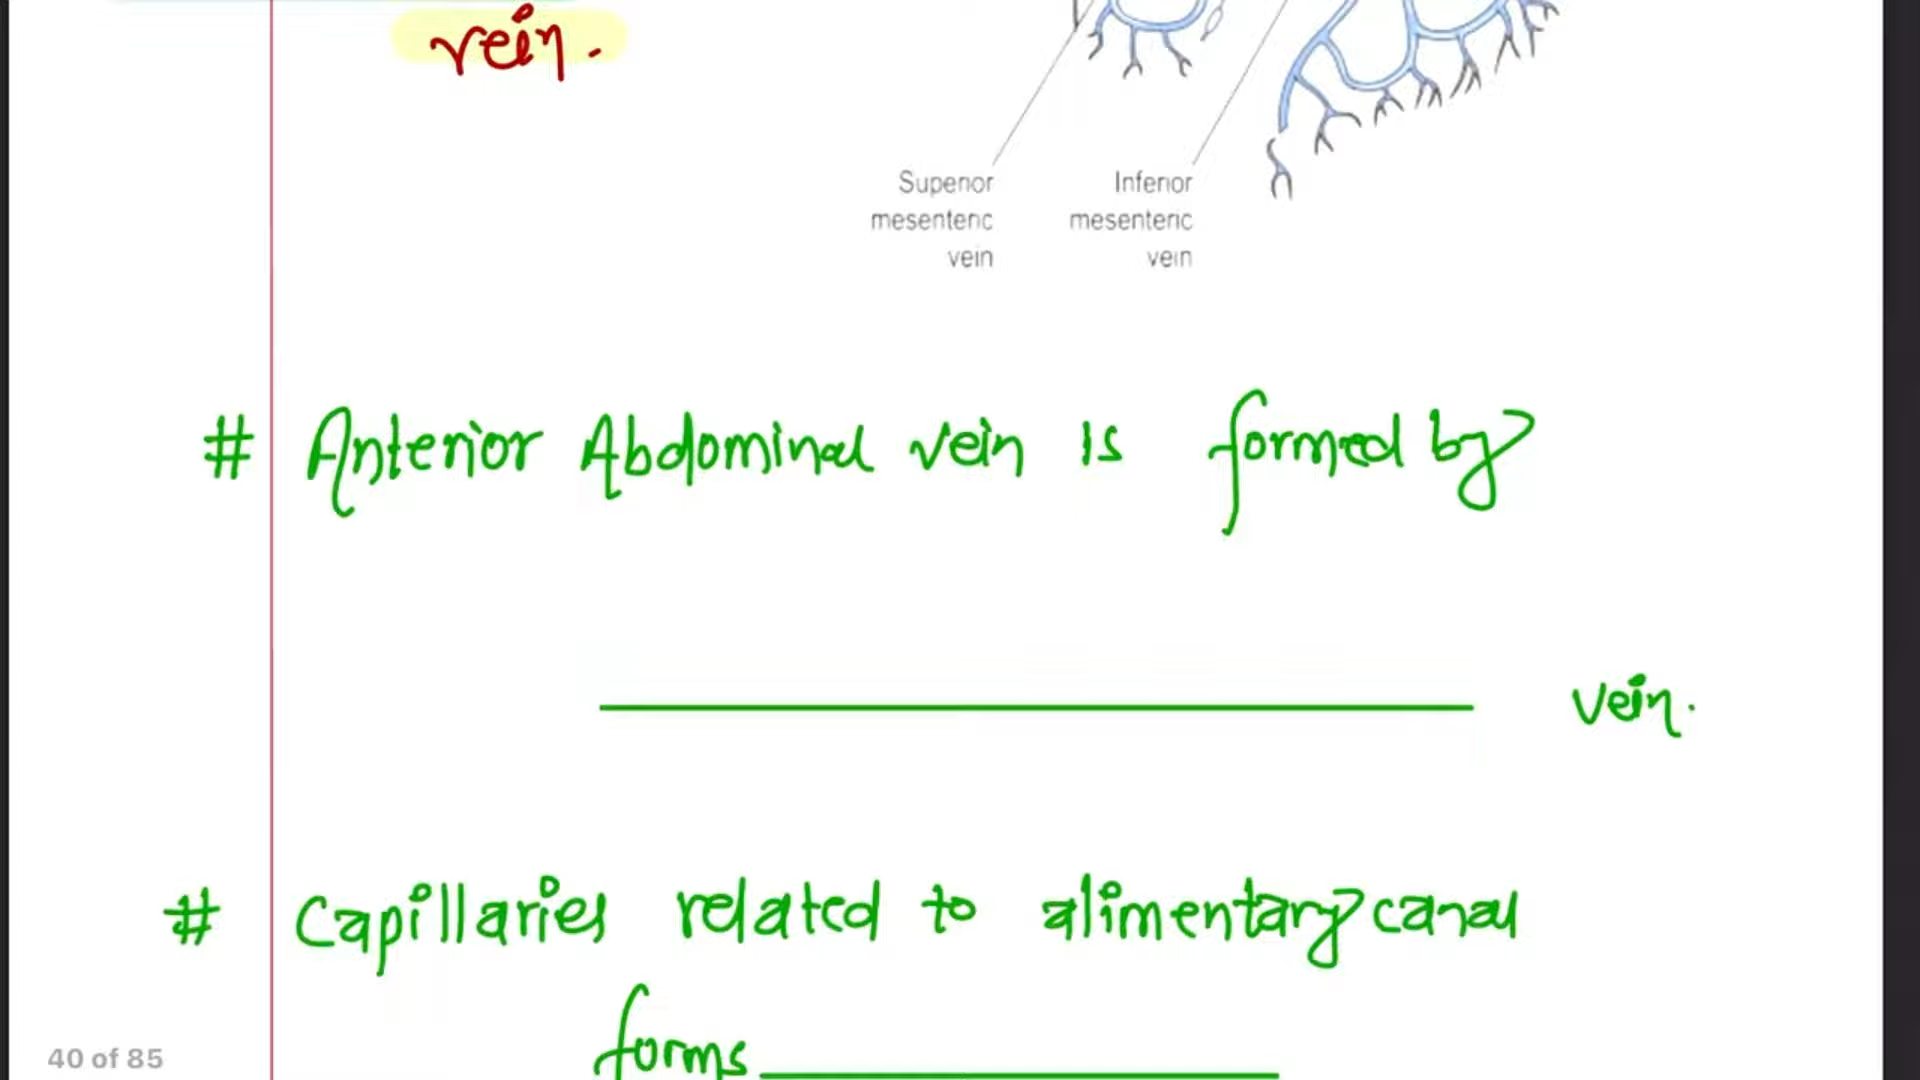 vein.
Superior
mesenteric
vein
Inferior
mesenteric
vein
# Anterior Abdominal vein is formed by
vein.
# Capillaries related to alimentary canal
forms
40 of 85